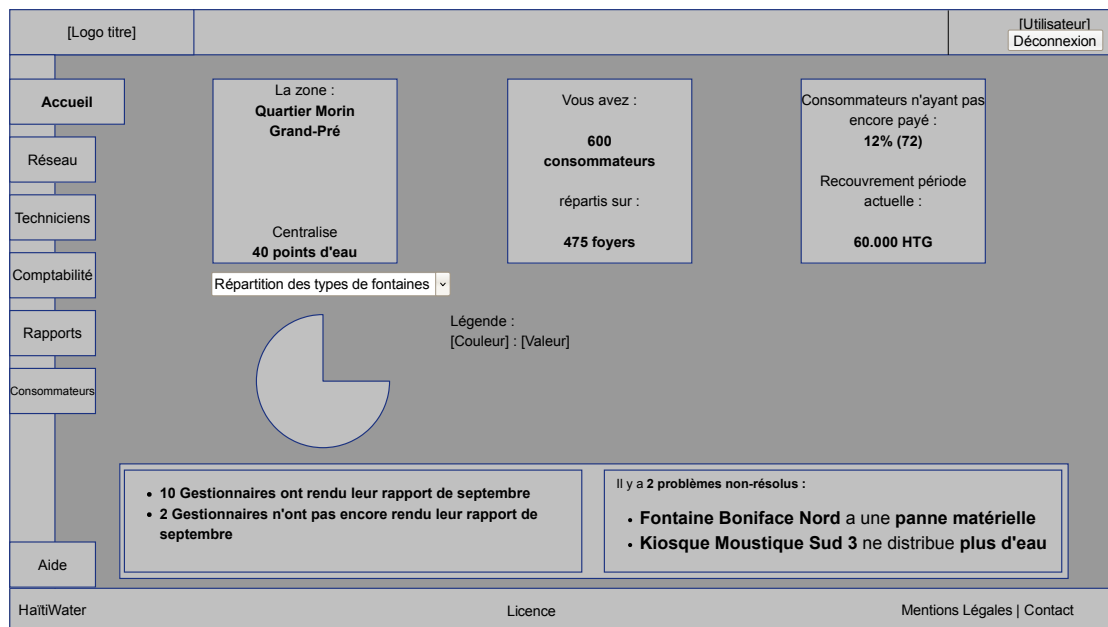 [Logo titre]
[Utilisateur]
Déconnexion
Accueil
Réseau
Techniciens
Comptabilité
Rapports
Consommateurs
Aide
La zone :
Quartier Morin
Grand-Pré
Centralise
40 points d'eau
Vous avez :
600
consommateurs
répartis sur :
475 foyers
Consommateurs n'ayant pas
encore payé :
12% (72)
Recouvrement période
actuelle :
60.000 HTG
Répartition des types de fontaines
Légende :
[Couleur] : [Valeur]
• 10 Gestionnaires ont rendu leur rapport de septembre
• 2 Gestionnaires n'ont pas encore rendu leur rapport de
septembre
Il y a 2 problèmes non-résolus :
• Fontaine Boniface Nord a une panne matérielle
• Kiosque Moustique Sud 3 ne distribue plus d'eau
HaïtiWater
Licence
Mentions Légales | Contact